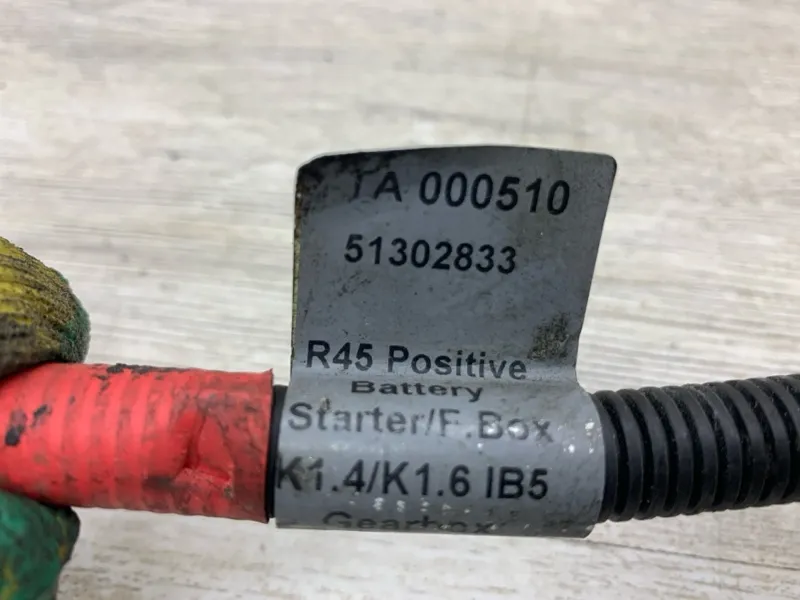 TA 000510
51302833
R45 Positive
Battery
Starter/F.Box
K1.4/K1.6 IB5
Gearbox